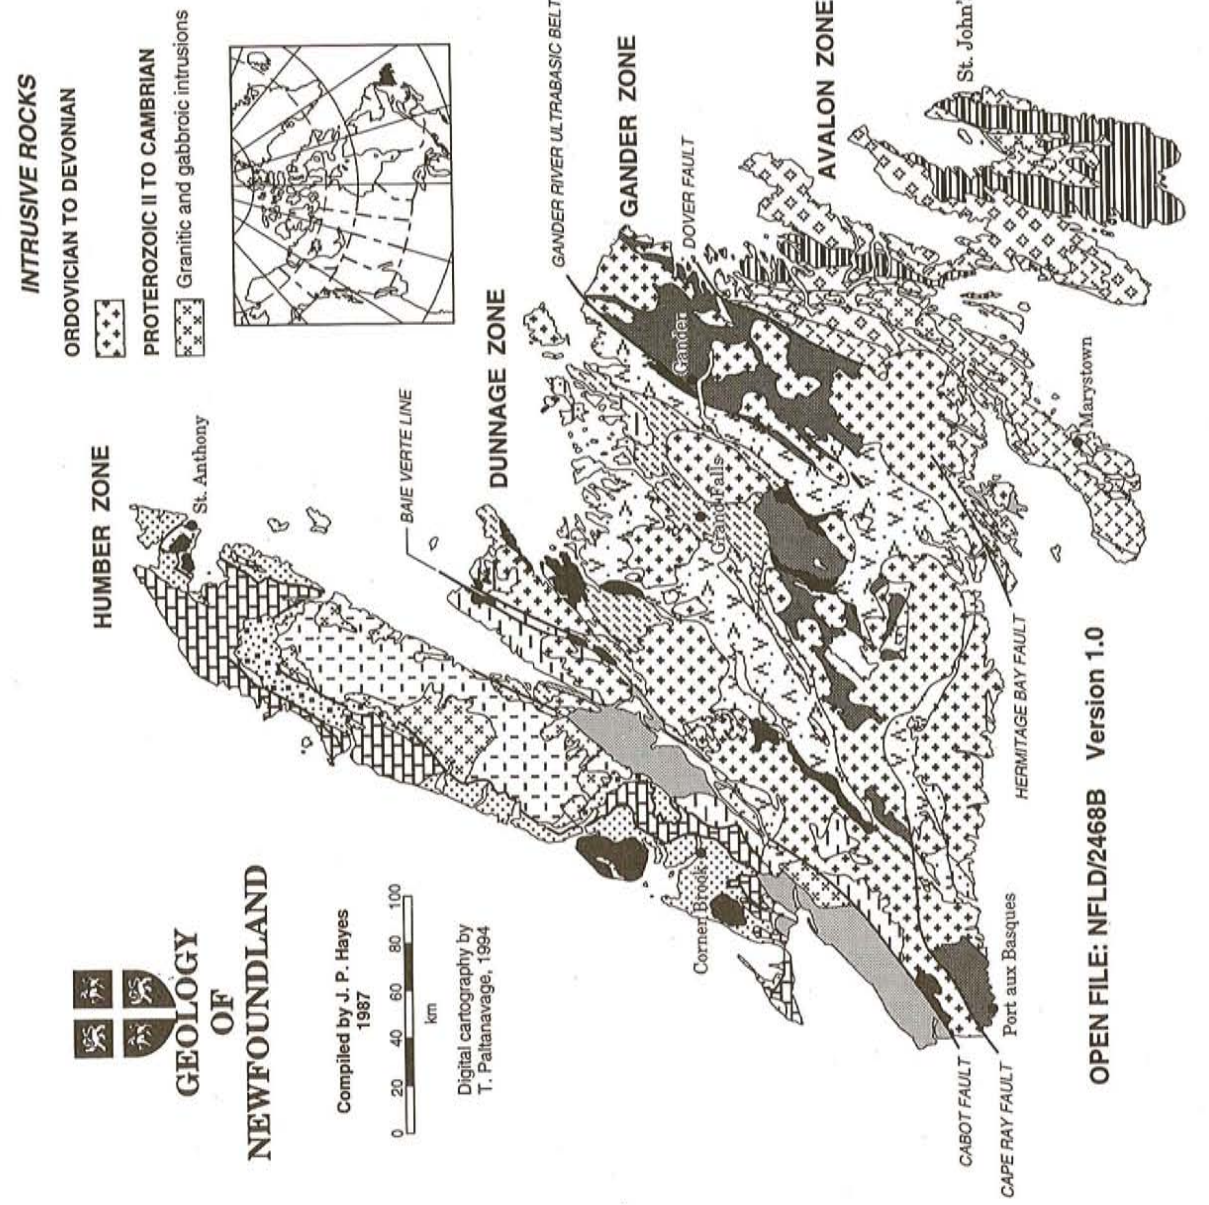 GEOLOGY
OF
NEWFOUNDLAND
Compiled by J. P. Hayes
1987
0 20 40 60 80 100
km
Digital cartography by
T. Paltanavage, 1994
HUMBER ZONE
St. Anthony
BAIE VERTE LINE
DUNNAGE ZONE
INTRUSIVE ROCKS
ORDOVICIAN TO DEVONIAN
PROTEROZOIC II TO CAMBRIAN
Granitic and gabbroic intrusions
GANDER RIVER ULTRABASIC BELT
GANDER ZONE
DOVER FAULT
AVALON ZONE
St. John'
Gander
Grand Falls
Corner Brook
Marystown
HERMITAGE BAY FAULT
Port aux Basques
CABOT FAULT
CAPE RAY FAULT
OPEN FILE: NFLD/2468B Version 1.0